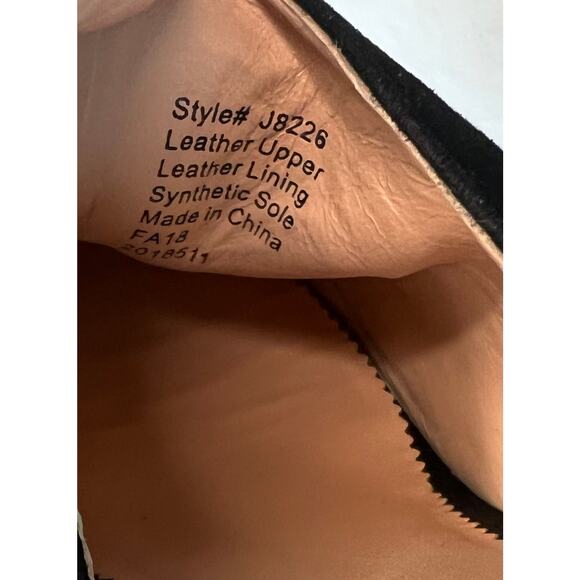 Style# J8226
Leather Upper
Leather Lining
Synthetic Sole
Made in China
FA18
2018511